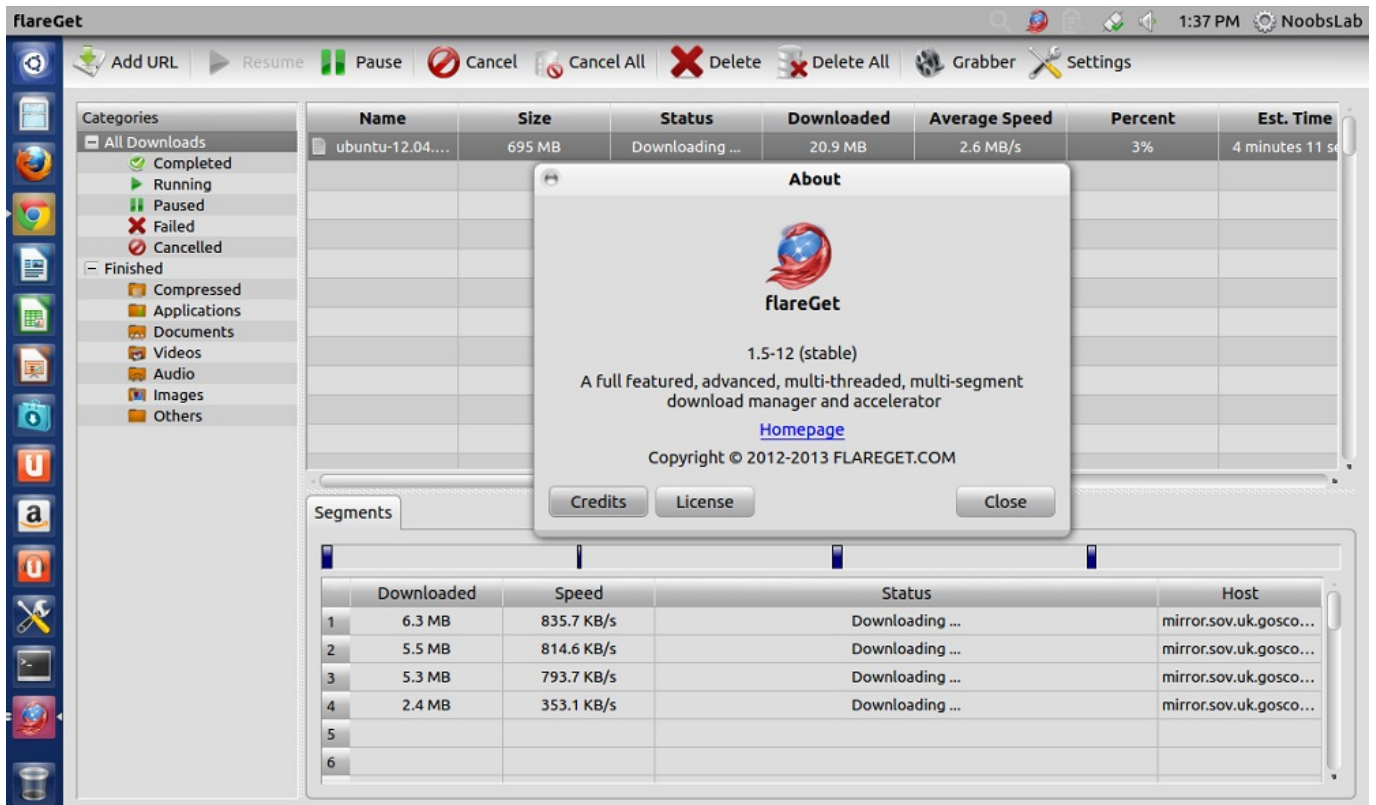 flareGet
1:37 PM NoobsLab
Add URL Resume Pause Cancel Cancel All Delete Delete All Grabber Settings
Categories
All Downloads
Completed
Running
Paused
Failed
Cancelled
Finished
Compressed
Applications
Documents
Videos
Audio
Images
Others
Name Size Status Downloaded Average Speed Percent Est. Time
ubuntu-12.04.... 695 MB Downloading ... 20.9 MB 2.6 MB/s 3% 4 minutes 11 se
About
flareGet
1.5-12 (stable)
A full featured, advanced, multi-threaded, multi-segment
download manager and accelerator
Homepage
Copyright © 2012-2013 FLAREGET.COM
Credits License Close
Segments
Downloaded Speed Status Host
1 6.3 MB 835.7 KB/s Downloading ... mirror.sov.uk.gosco...
2 5.5 MB 814.6 KB/s Downloading ... mirror.sov.uk.gosco...
3 5.3 MB 793.7 KB/s Downloading ... mirror.sov.uk.gosco...
4 2.4 MB 353.1 KB/s Downloading ... mirror.sov.uk.gosco...
5
6